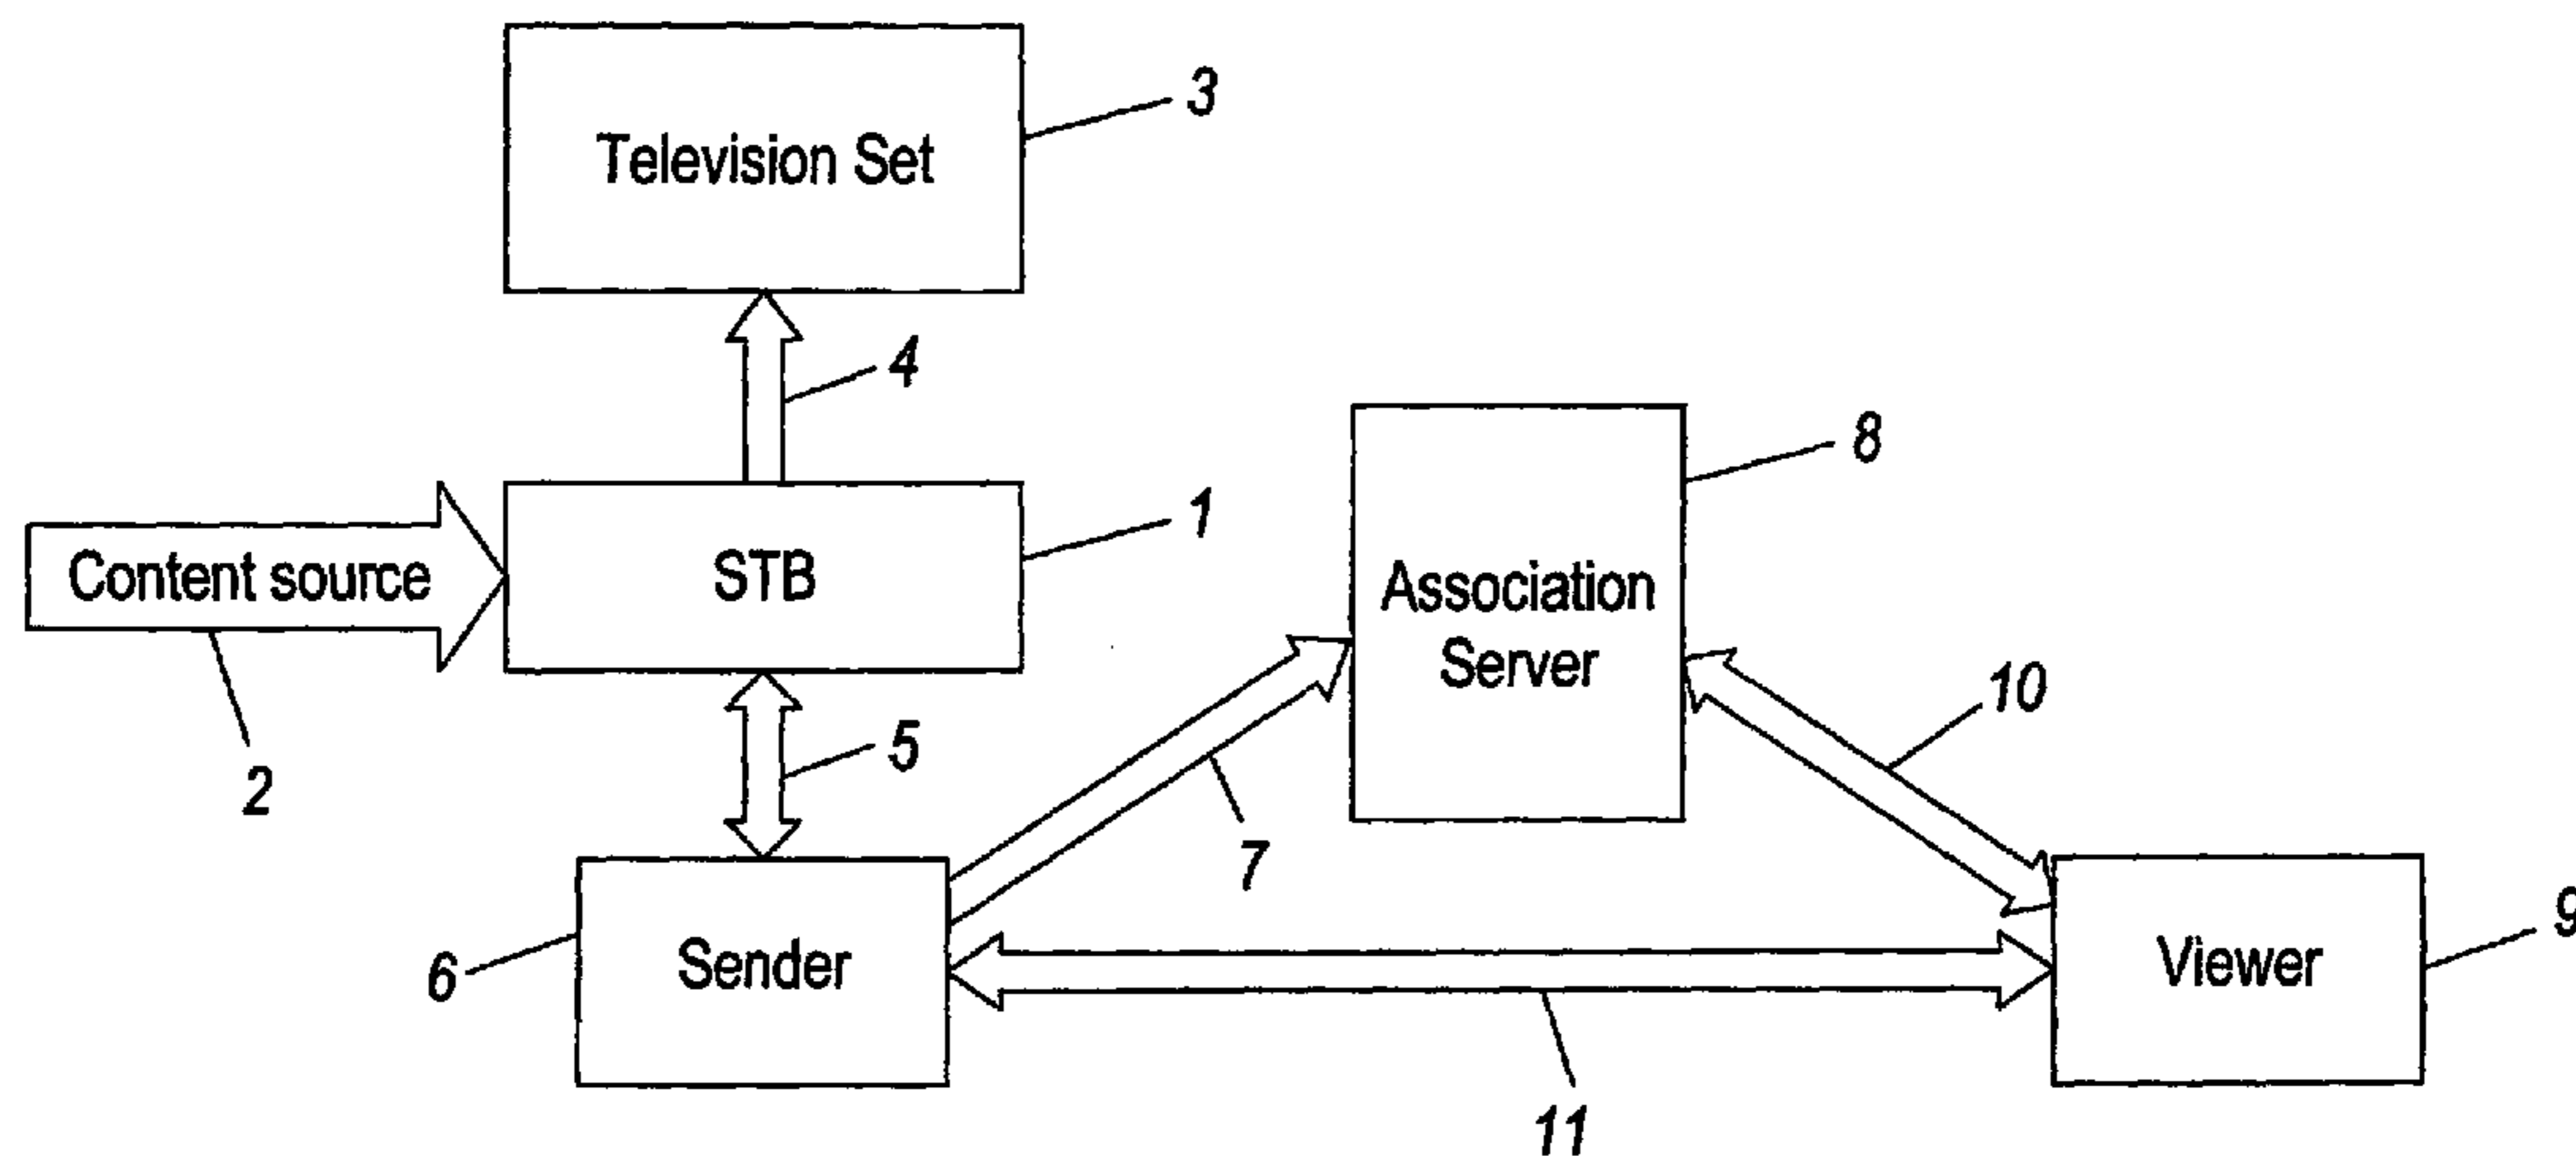 Television Set
3
4
8
Content source
STB
1
Association
Server
10
2
5
7
6
Sender
Viewer
9
11